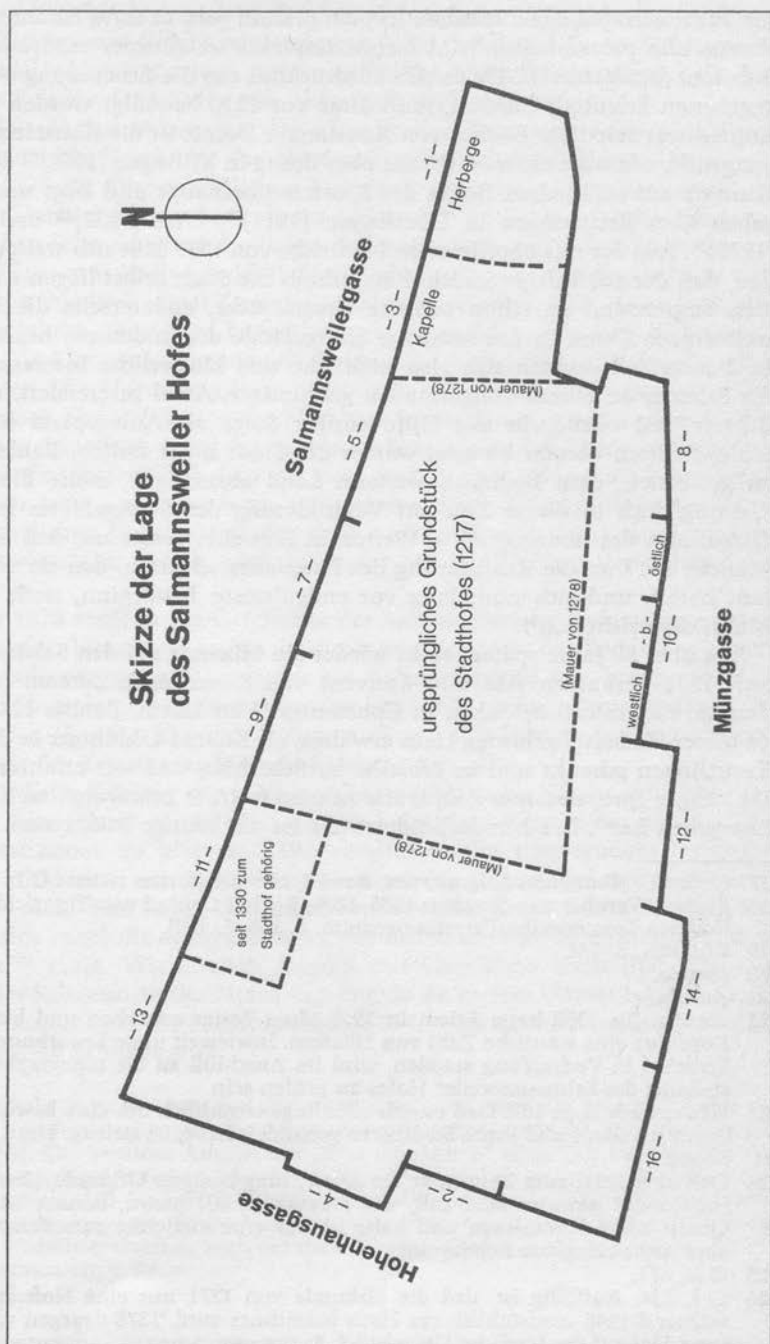 N
Skizze der Lage
des Salmannsweiler Hofes
Salmannsweilergasse
-1-
Herberge
-3-
Kapelle
-5-
-7-
-9-
-11-
seit 1330 zum
Stadthof gehörig
-13-
(Mauer von 1278)
ursprüngliches Grundstück
des Stadthofes (1217)
(Mauer von 1278)
(Mauer von 1278)
Hohenhausgasse
-4-
-2-
-16-
-14-
-12-
westlich
-b-
-10-
östlich
-8-
Münzgasse